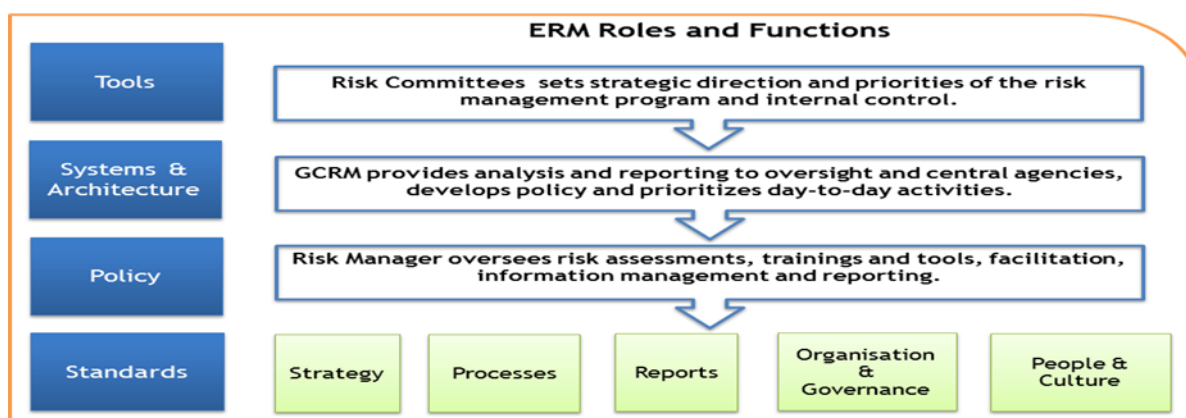 ERM Roles and Functions
Tools
Risk Committees sets strategic direction and priorities of the risk
management program and internal control.
Systems &
Architecture
GCRM provides analysis and reporting to oversight and central agencies,
develops policy and prioritizes day-to-day activities.
Policy
Risk Manager oversees risk assessments, trainings and tools, facilitation,
information management and reporting.
Standards
Strategy
Processes
Reports
Organisation
&
Governance
People &
Culture